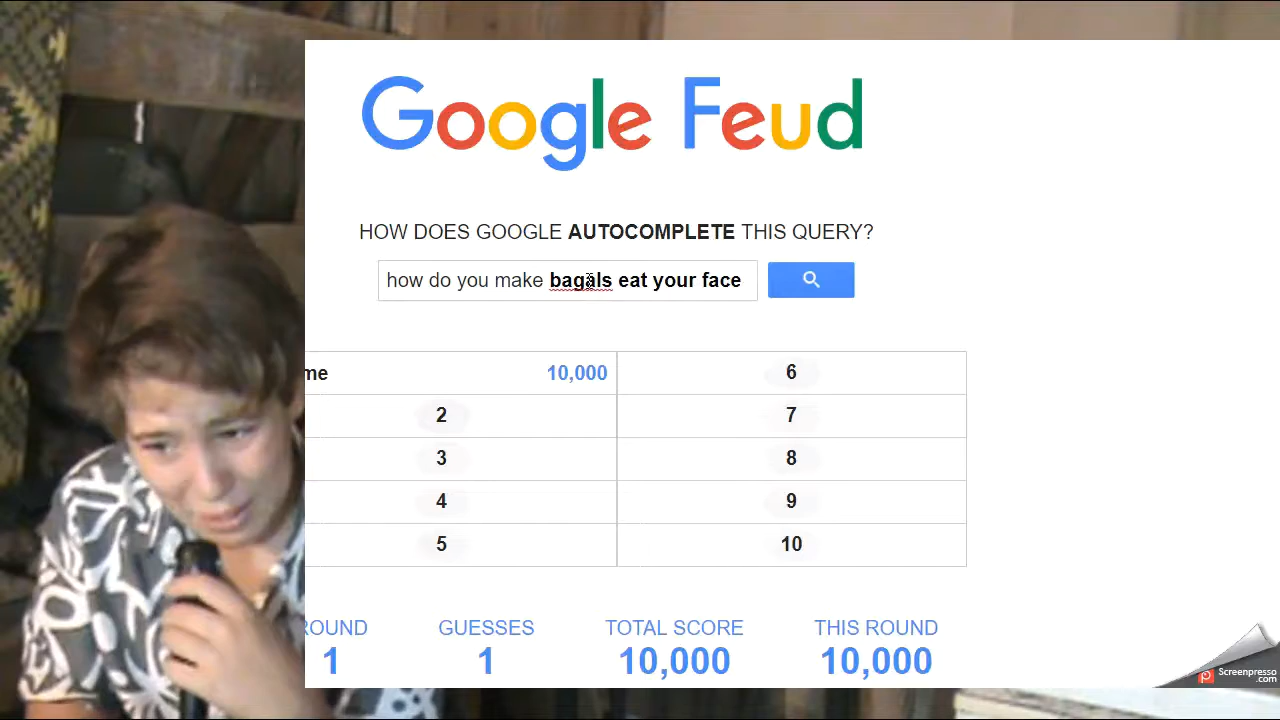 Google Feud
HOW DOES GOOGLE AUTOCOMPLETE THIS QUERY?
how do you make bagals eat your face
me 10,000 6
2 7
3 8
4 9
5 10
ROUND GUESSES TOTAL SCORE THIS ROUND
1 1 10,000 10,000
Screenpresso
.com